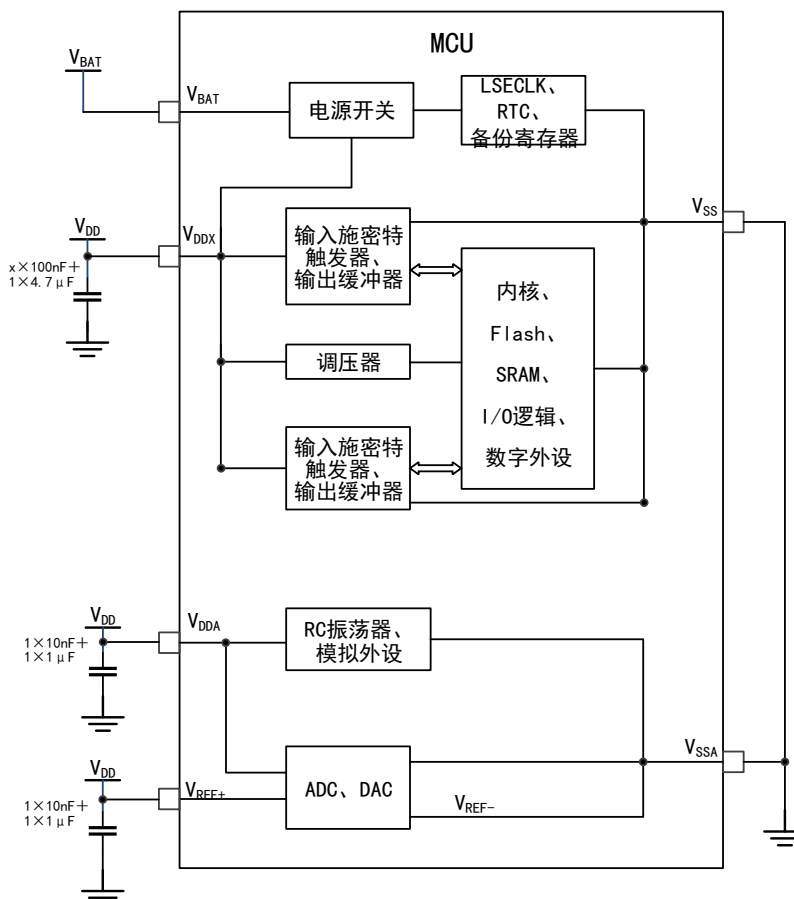 MCU
VBAT
VBAT
电源开关
LSECLK、
RTC、
备份寄存器
VSS
VDD
VDDX
x×100nF+
1×4.7μF
输入施密特
触发器、
输出缓冲器
内核、
Flash、
SRAM、
I/O逻辑、
数字外设
调压器
输入施密特
触发器、
输出缓冲器
VDD
VDDA
1×10nF+
1×1μF
RC振荡器、
模拟外设
VSSA
VDD
VREF+
1×10nF+
1×1μF
ADC、DAC
VREF-